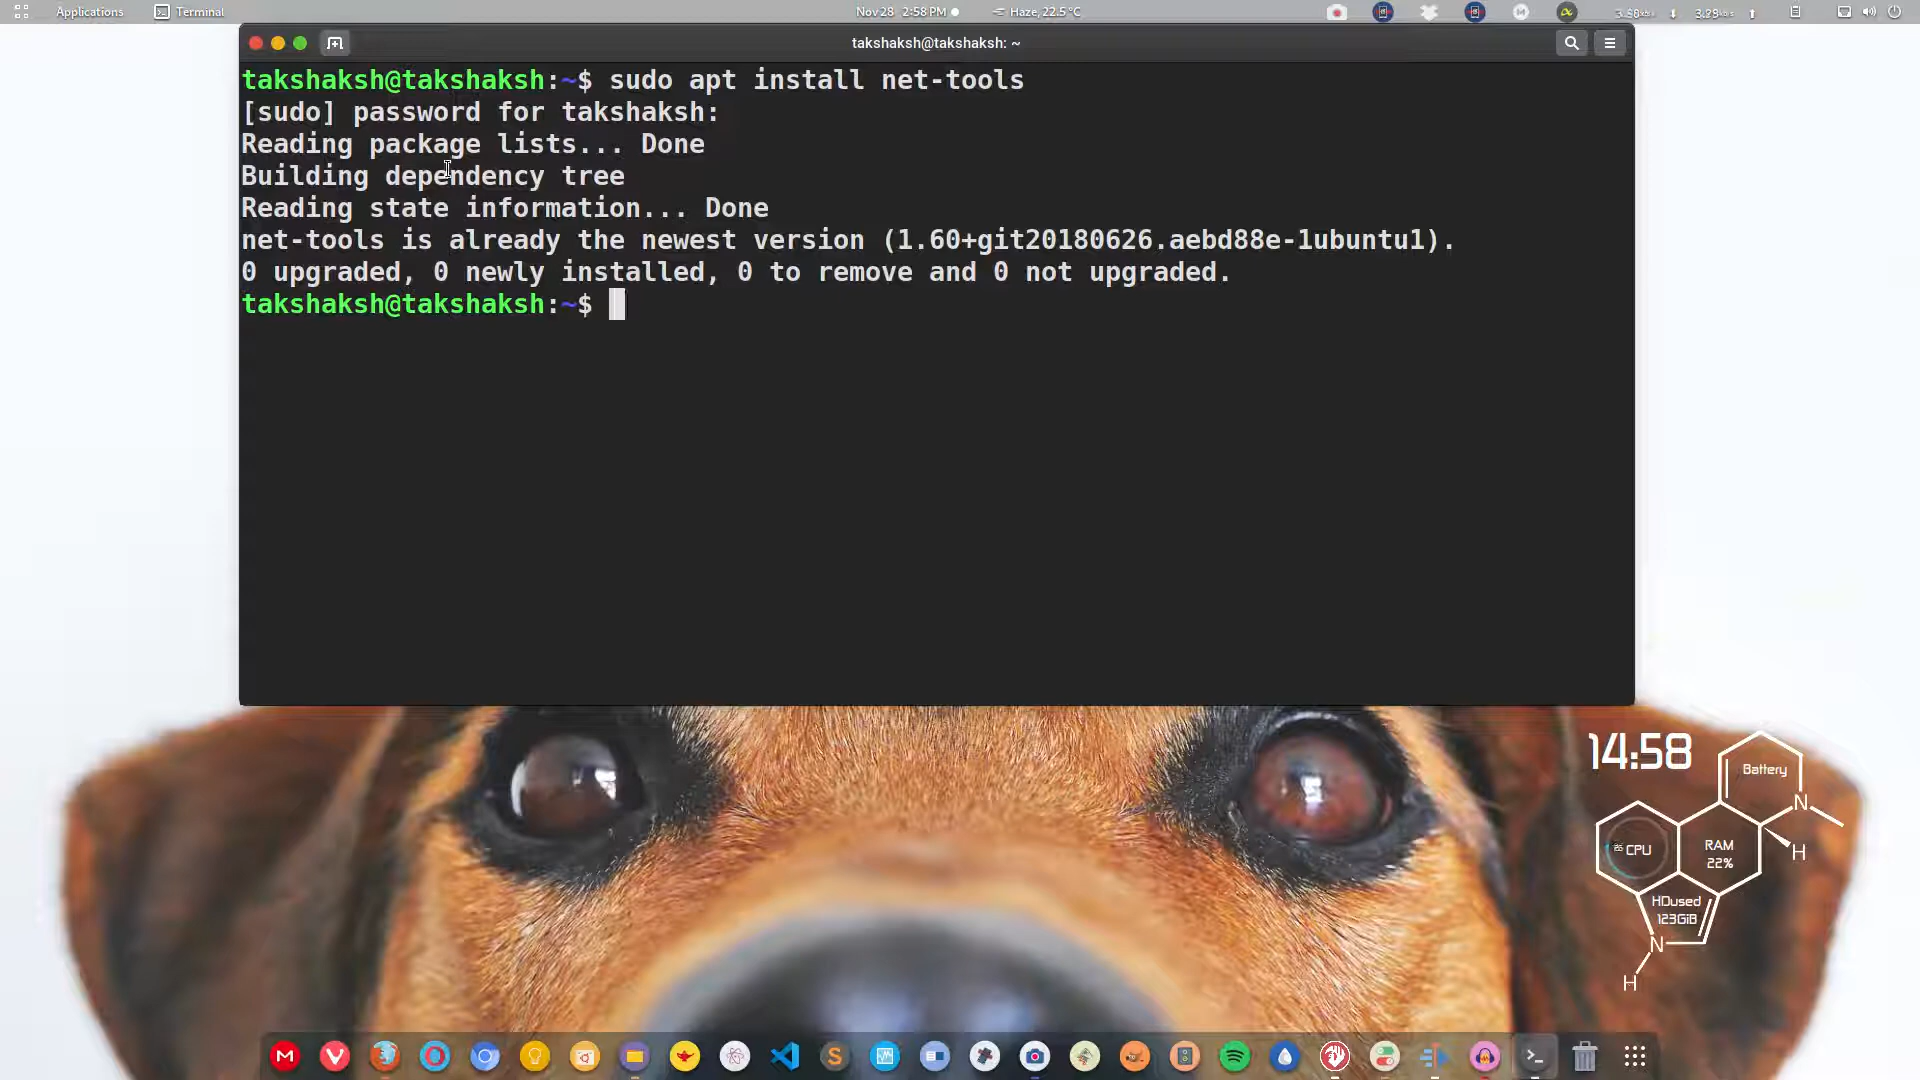 Applications Terminal Nov 28 2:58 PM Haze, 22.5 °C
takshaksh@takshaksh: ~
takshaksh@takshaksh:~$ sudo apt install net-tools
[sudo] password for takshaksh:
Reading package lists... Done
Building dependency tree
Reading state information... Done
net-tools is already the newest version (1.60+git20180626.aebd88e-1ubuntu1).
0 upgraded, 0 newly installed, 0 to remove and 0 not upgraded.
takshaksh@takshaksh:~$
14:58
Battery
N
CPU
RAM
22%
H
HDused
123GiB
N
H